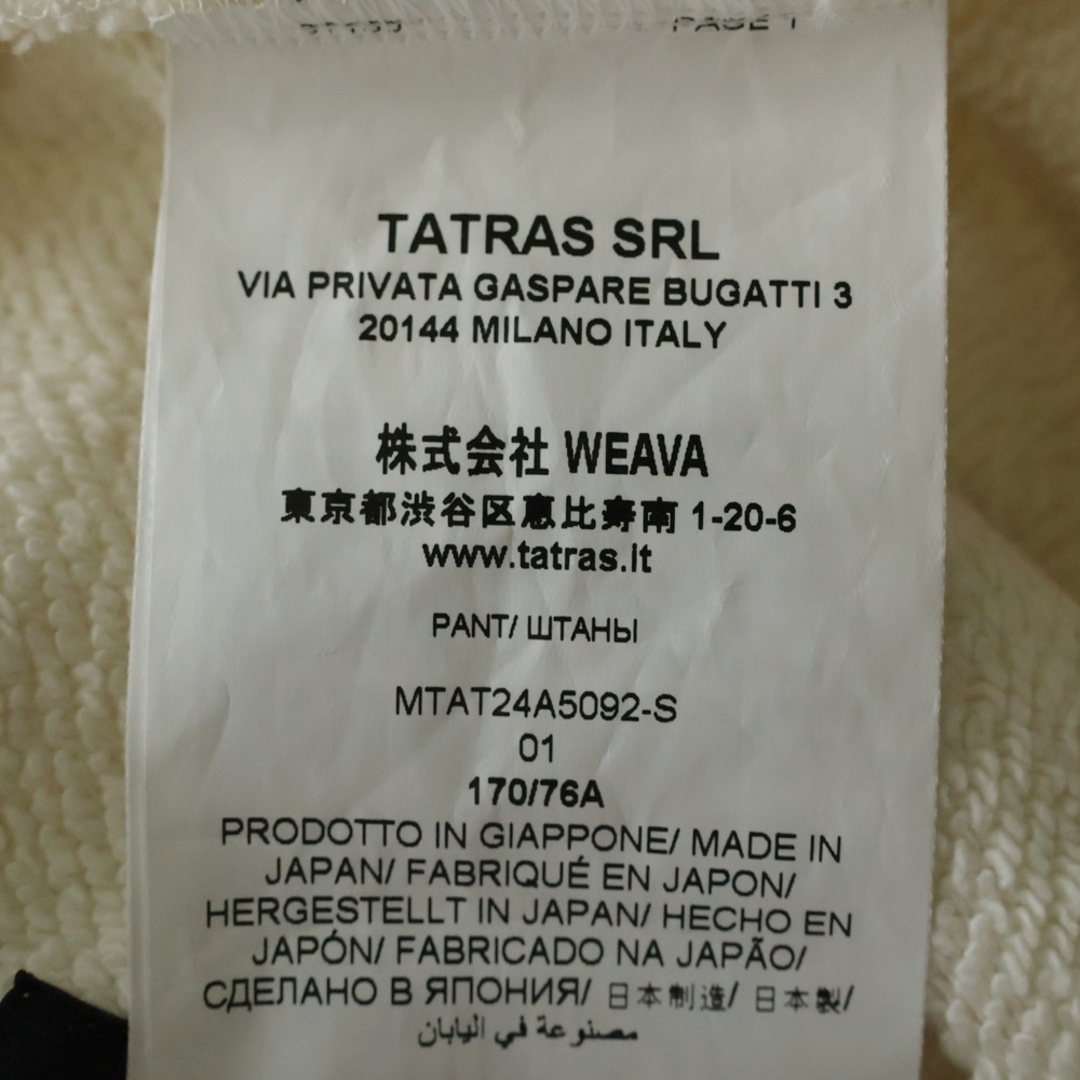 PAGE 1
TATRAS SRL
VIA PRIVATA GASPARE BUGATTI 3
20144 MILANO ITALY
株式会社 WEAVA
東京都渋谷区恵比寿南 1-20-6
www.tatras.it
PANT/ ШТАНЫ
MTAT24A5092-S
01
170/76A
PRODOTTO IN GIAPPONE/ MADE IN
JAPAN/ FABRIQUÉ EN JAPON/
HERGESTELLT IN JAPAN/ HECHO EN
JAPÓN/ FABRICADO NA JAPÃO/
СДЕЛАНО В ЯПОНИЯ/ 日本制造/ 日本製/
مصنوعة في اليابان